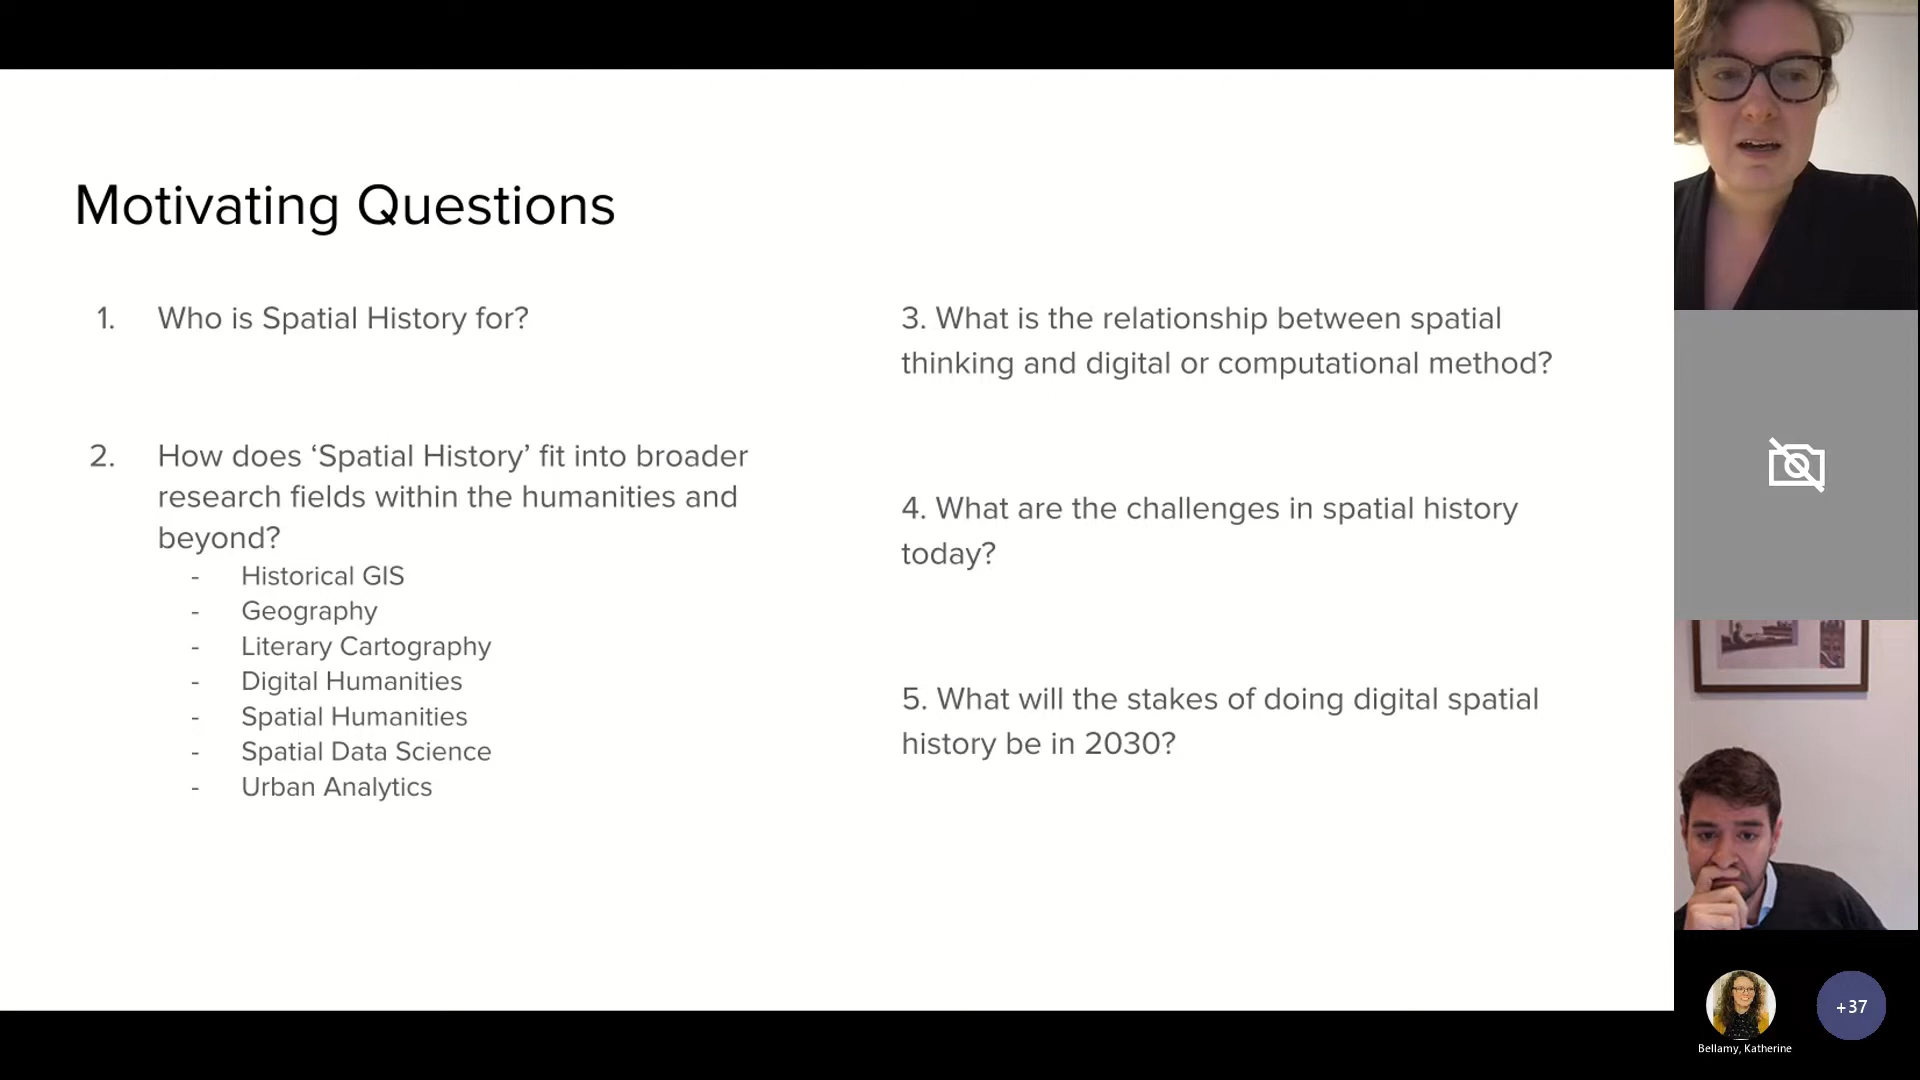 Motivating Questions
1. Who is Spatial History for?
2. How does ‘Spatial History’ fit into broader
research fields within the humanities and
beyond?
- Historical GIS
- Geography
- Literary Cartography
- Digital Humanities
- Spatial Humanities
- Spatial Data Science
- Urban Analytics
3. What is the relationship between spatial
thinking and digital or computational method?
4. What are the challenges in spatial history
today?
5. What will the stakes of doing digital spatial
history be in 2030?
Bellamy, Katherine
+37